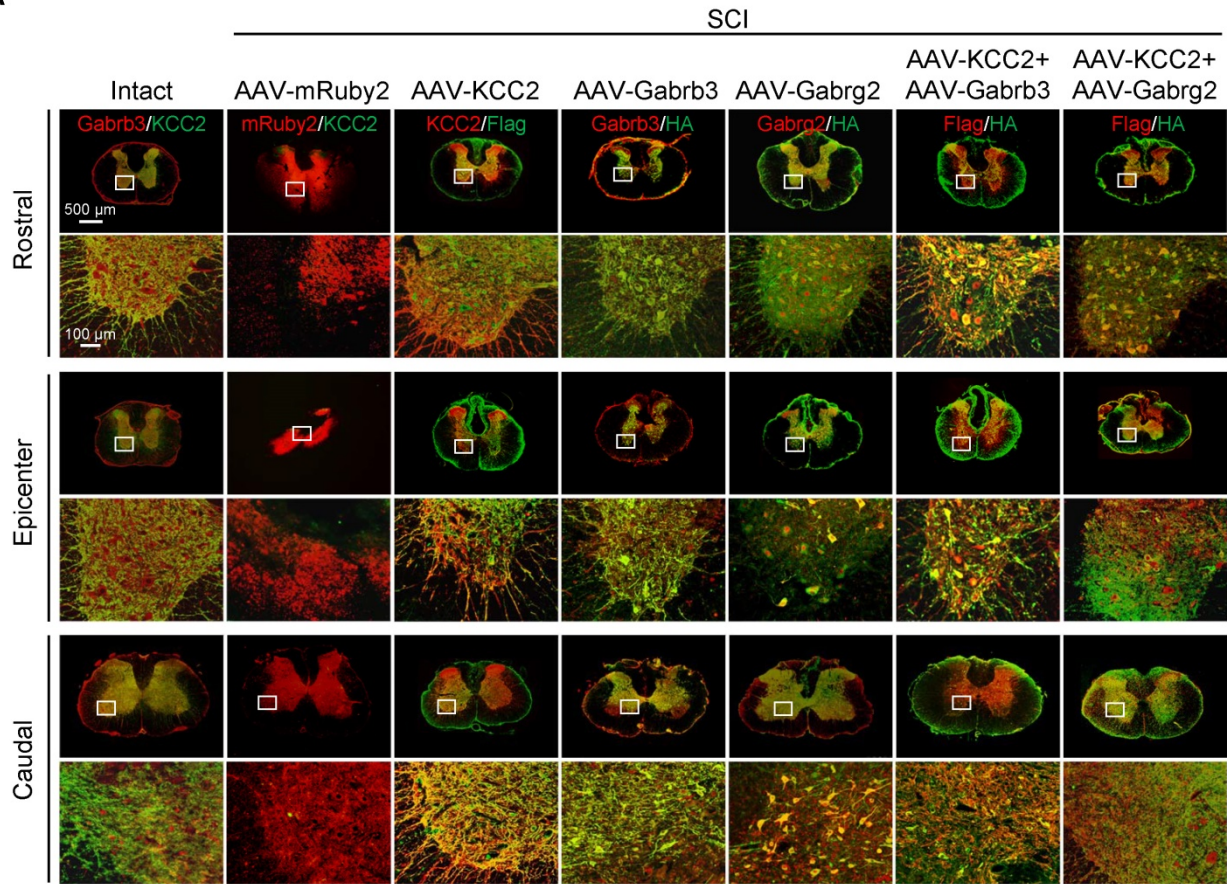 SCI
Intact
AAV-mRuby2
AAV-KCC2
AAV-Gabrb3
AAV-Gabrg2
AAV-KCC2+
AAV-Gabrb3
AAV-KCC2+
AAV-Gabrg2
Rostral
Gabrb3/KCC2
mRuby2/KCC2
KCC2/Flag
Gabrb3/HA
Gabrg2/HA
Flag/HA
Flag/HA
500 µm
100 µm
Epicenter
Caudal